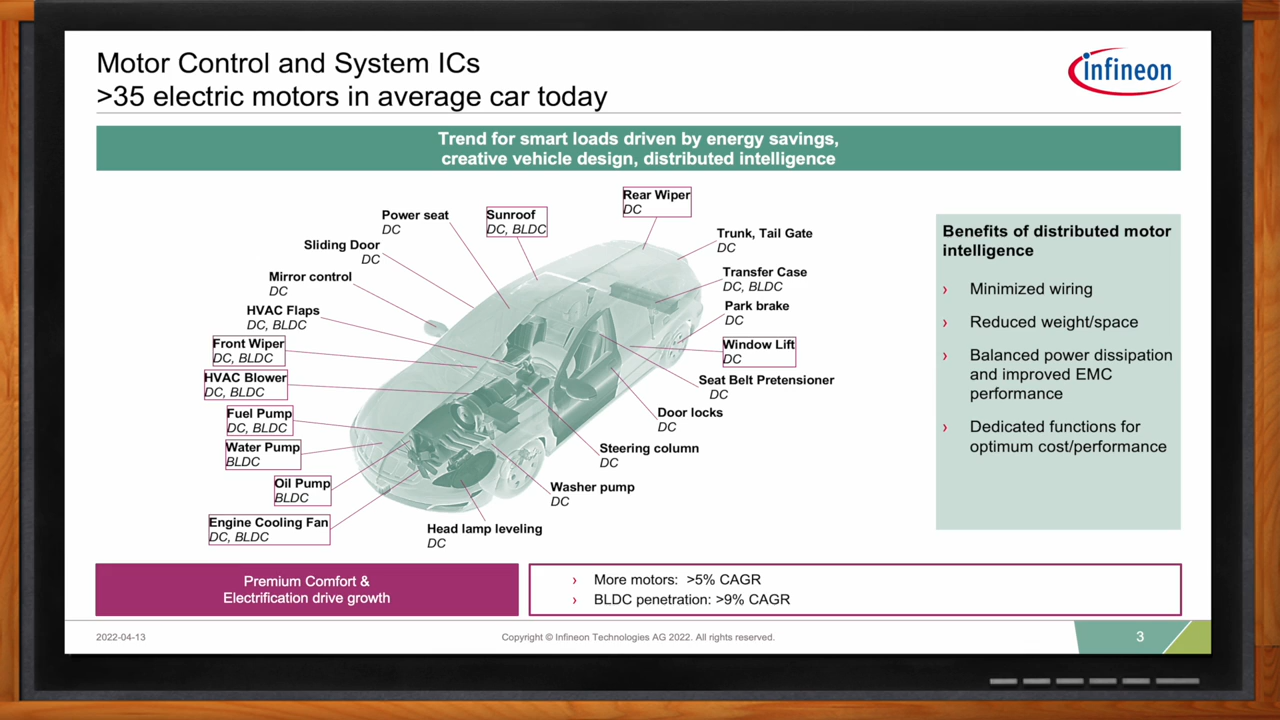 Motor Control and System ICs
>35 electric motors in average car today
infineon
Trend for smart loads driven by energy savings,
creative vehicle design, distributed intelligence
Rear Wiper
DC
Power seat
DC
Sunroof
DC, BLDC
Trunk, Tail Gate
DC
Sliding Door
DC
Transfer Case
DC, BLDC
Mirror control
DC
Park brake
DC
HVAC Flaps
DC, BLDC
Window Lift
DC
Front Wiper
DC, BLDC
Seat Belt Pretensioner
DC
HVAC Blower
DC, BLDC
Door locks
DC
Fuel Pump
DC, BLDC
Steering column
DC
Water Pump
BLDC
Washer pump
DC
Oil Pump
BLDC
Engine Cooling Fan
DC, BLDC
Head lamp leveling
DC
Benefits of distributed motor
intelligence
› Minimized wiring
› Reduced weight/space
› Balanced power dissipation
and improved EMC
performance
› Dedicated functions for
optimum cost/performance
Premium Comfort &
Electrification drive growth
› More motors: >5% CAGR
› BLDC penetration: >9% CAGR
2022-04-13
Copyright © Infineon Technologies AG 2022. All rights reserved.
3